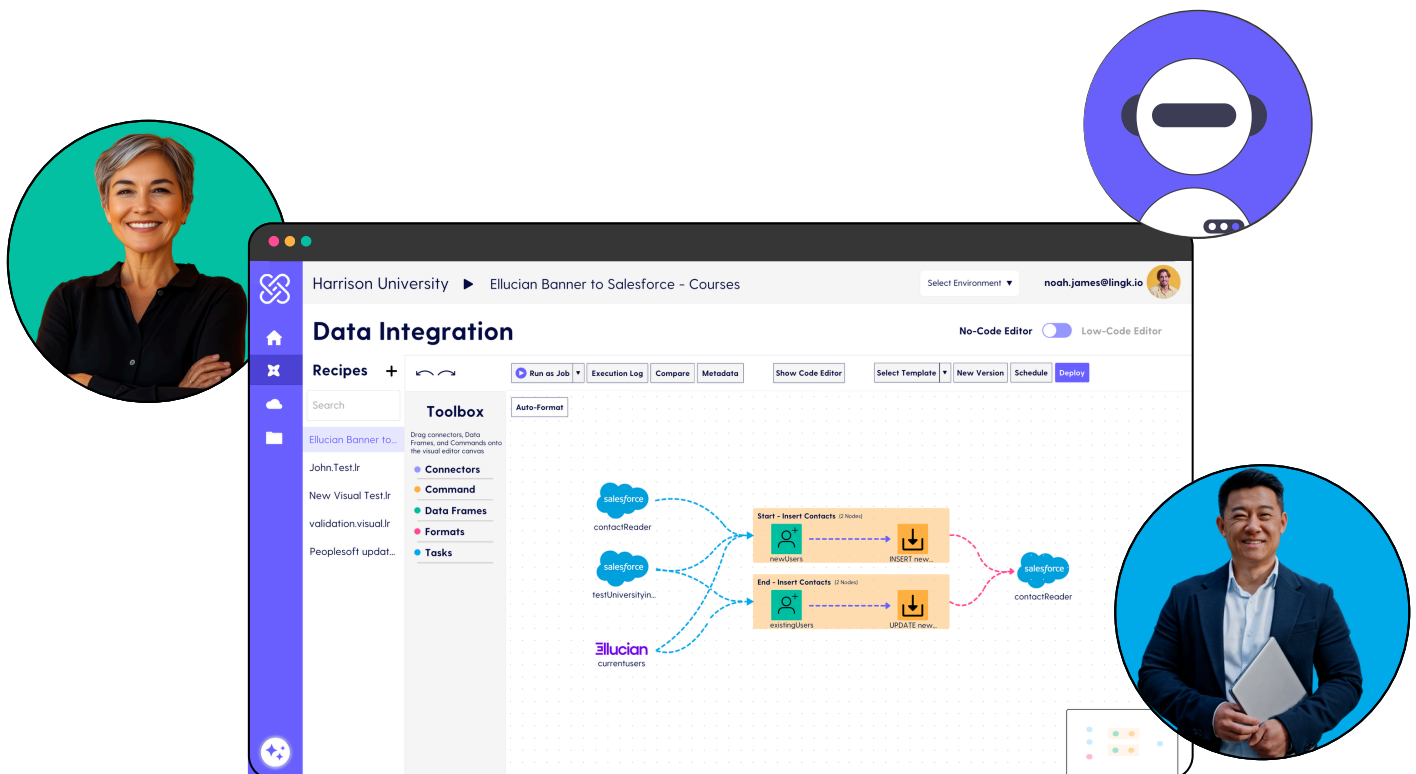 Harrison University
Ellucian Banner to Salesforce - Courses
Select Environment
noah.james@lingk.io
Data Integration
No-Code Editor
Low-Code Editor
Recipes +
Run as Job
Execution Log
Compare
Metadata
Show Code Editor
Select Template
New Version
Schedule
Deploy
Search
Ellucian Banner to...
John.Test.lr
New Visual Test.lr
validation.visual.lr
Peoplesoft updat...
Toolbox
Drag connectors, Data
Frames, and Commands onto
the visual editor canvas
Connectors
Command
Data Frames
Formats
Tasks
Auto-Format
salesforce
contactReader
salesforce
testUniversityin...
Ellucian
currentusers
Start - Insert Contacts (2 Nodes)
newUsers
INSERT new...
End - Insert Contacts (2 Nodes)
existingUsers
UPDATE new...
salesforce
contactReader